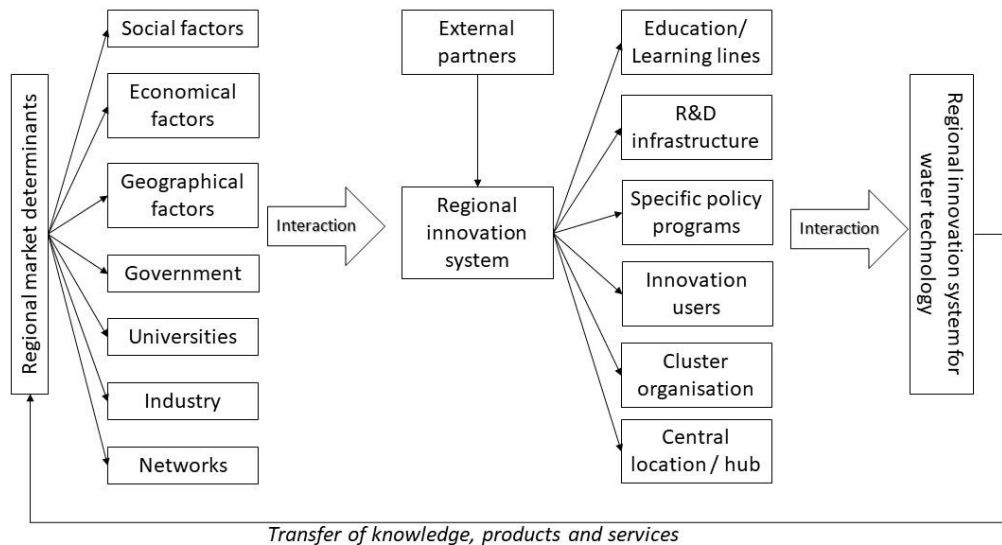 Regional market determinants
Social factors
Economical
factors
Geographical
factors
Government
Universities
Industry
Networks
Interaction
External
partners
Regional
innovation
system
Education/
Learning lines
R&D
infrastructure
Specific policy
programs
Innovation
users
Cluster
organisation
Central
location / hub
Interaction
Regional innovation system for
water technology
Transfer of knowledge, products and services